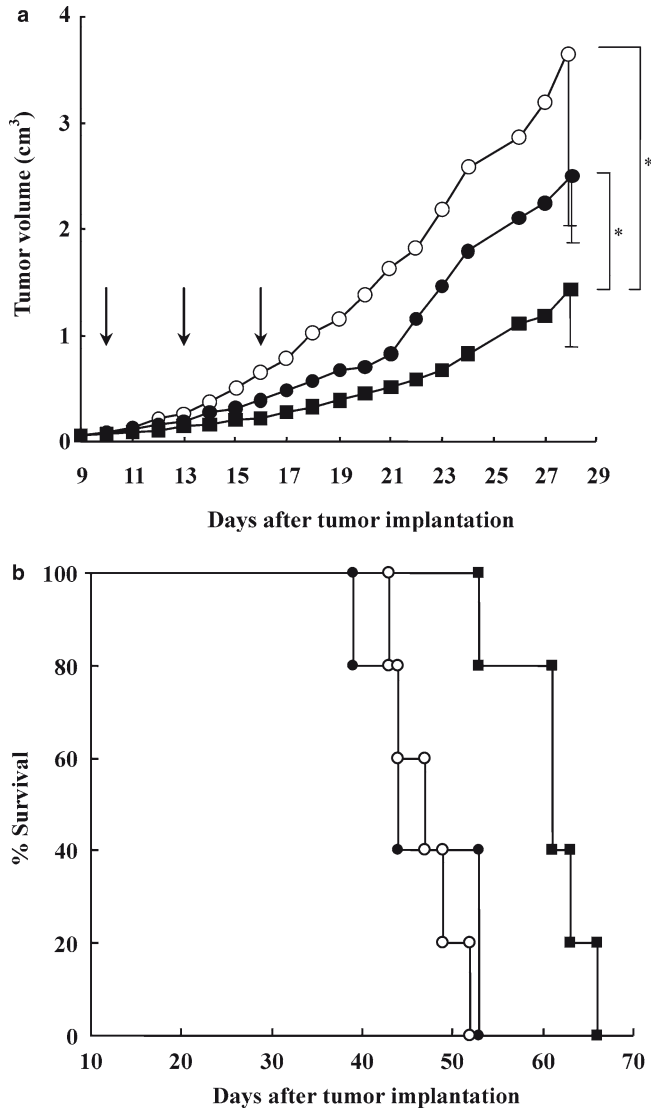 a
4
3
2
1
0
Tumor volume (cm³)
*
*
9 11 13 15 17 19 21 23 25 27 29
Days after tumor implantation
b
100
80
60
40
20
0
% Survival
10 20 30 40 50 60 70
Days after tumor implantation